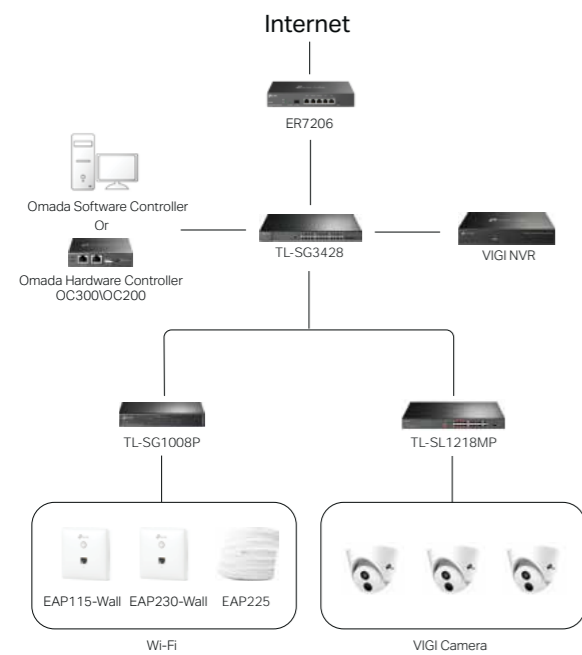 Internet
ER7206
Omada Software Controller
Or
Omada Hardware Controller
OC300\OC200
TL-SG3428
VIGI NVR
TL-SG1008P
TL-SL1218MP
EAP115-Wall
EAP230-Wall
EAP225
Wi-Fi
VIGI Camera